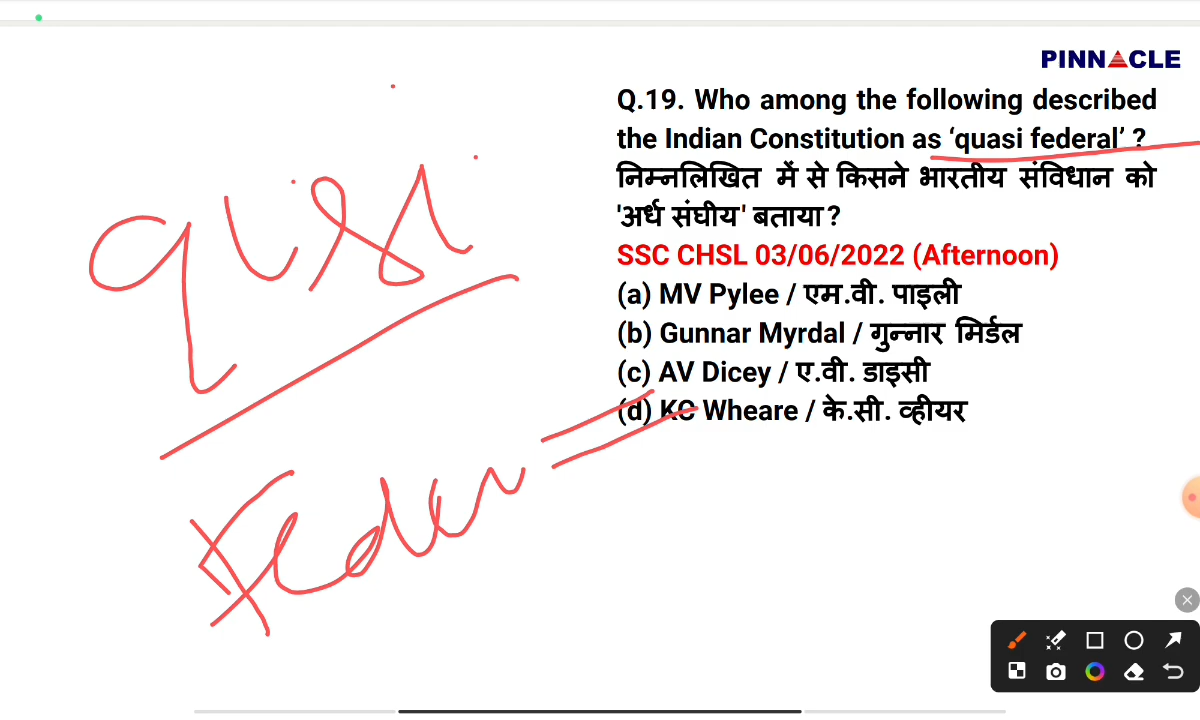 PINNACLE
Q.19. Who among the following described
the Indian Constitution as ‘quasi federal’ ?
निम्नलिखित में से किसने भारतीय संविधान को
'अर्ध संघीय' बताया?
SSC CHSL 03/06/2022 (Afternoon)
(a) MV Pylee / एम.वी. पाइली
(b) Gunnar Myrdal / गुन्नार मिर्डल
(c) AV Dicey / ए.वी. डाइसी
(d) KC Wheare / के.सी. व्हीयर